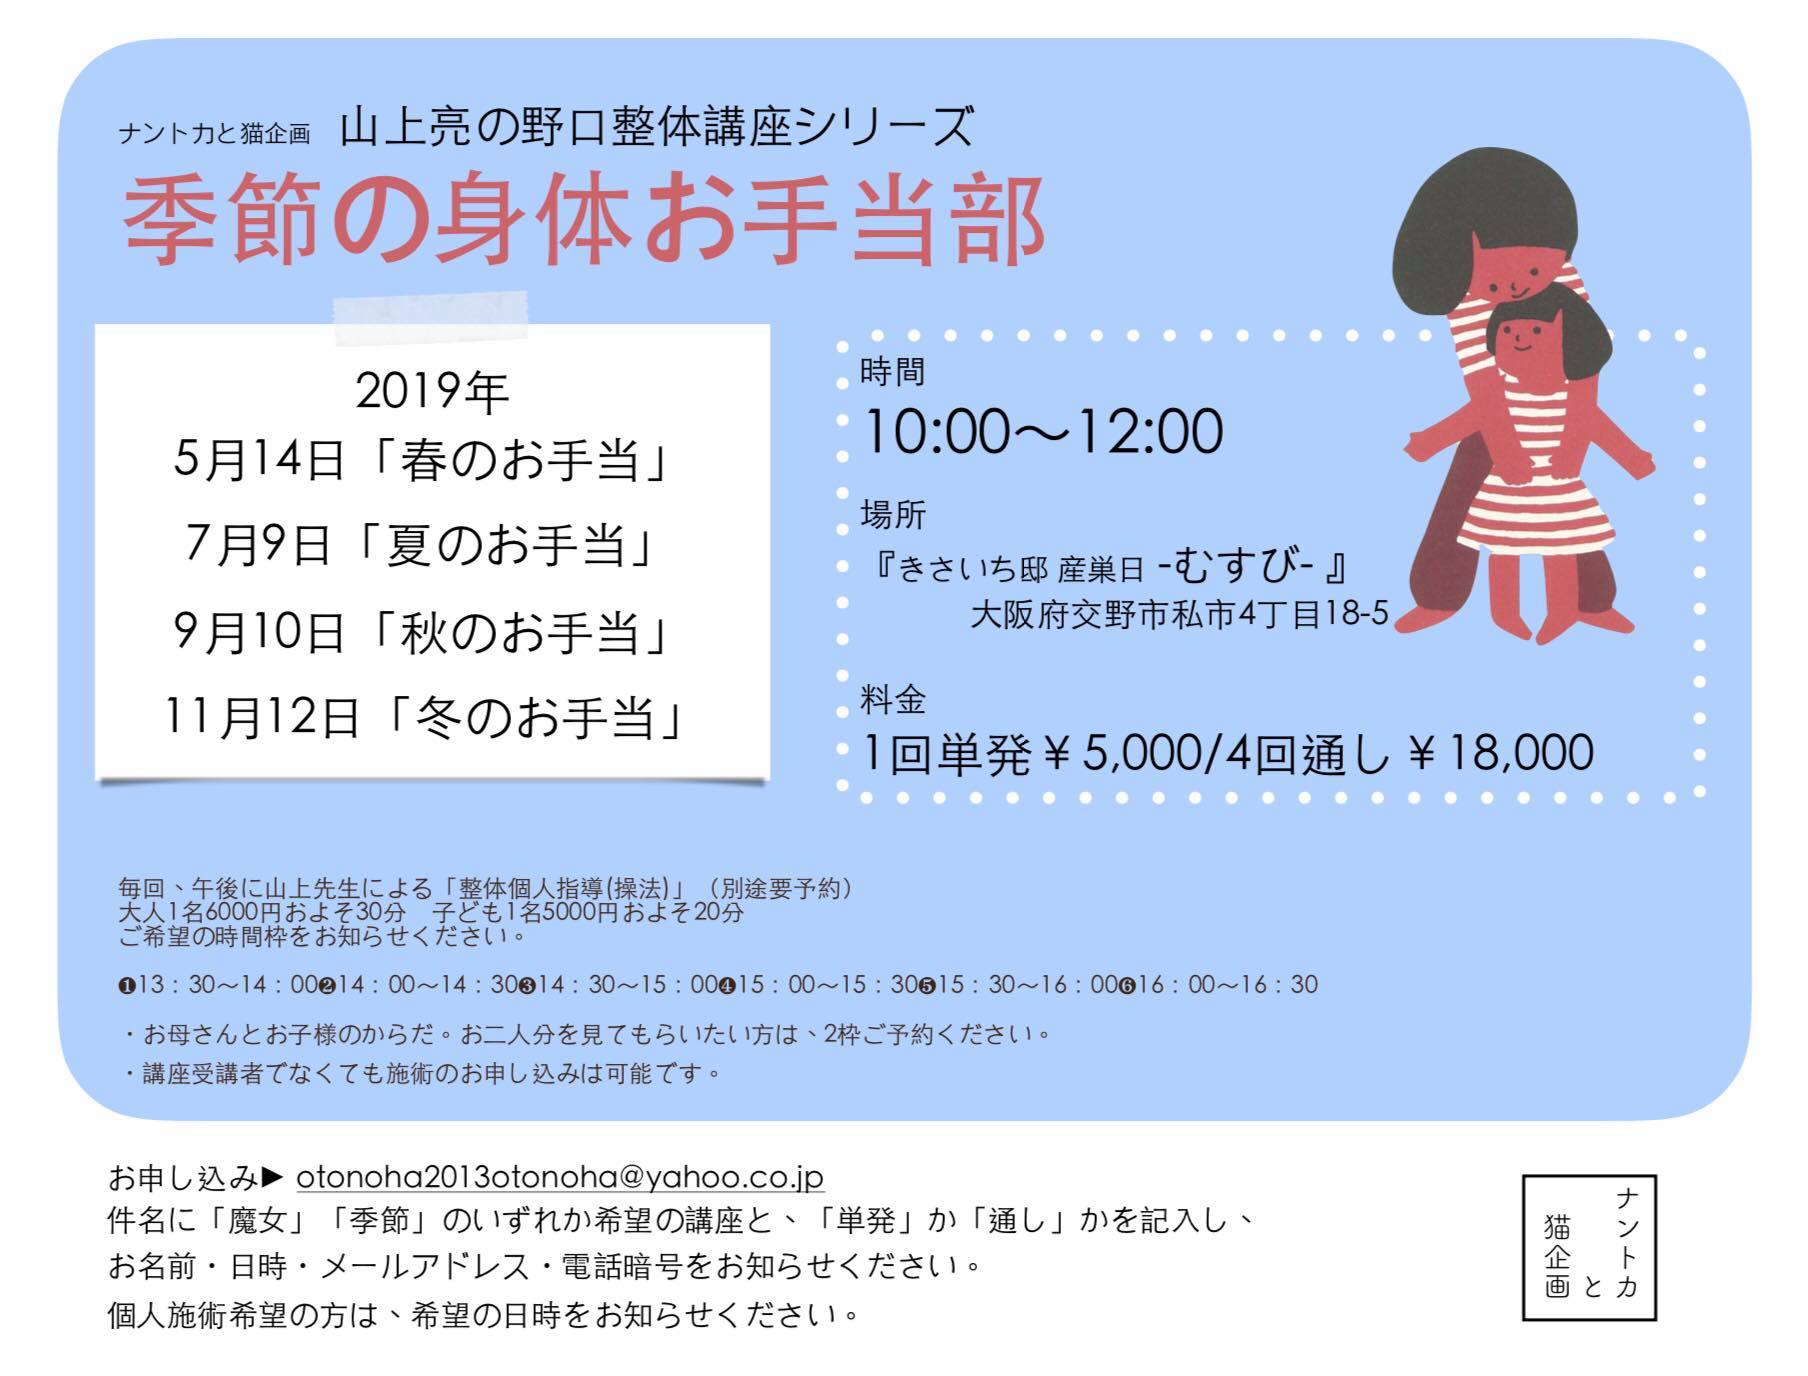 ナントカと猫企画 山上亮の野口整体講座シリーズ
季節の身体お手当部
2019年
5月14日「春のお手当」
7月9日「夏のお手当」
9月10日「秋のお手当」
11月12日「冬のお手当」
時間
10:00〜12:00
場所
『きさいち邸 産巣日 -むすび- 』
大阪府交野市私市4丁目18-5
料金
1回単発¥5,000/4回通し¥18,000
毎回、午後に山上先生による「整体個人指導(操法)」（別途要予約）
大人1名6000円およそ30分　子ども1名5000円およそ20分
ご希望の時間枠をお知らせください。
❶13：30〜14：00❷14：00〜14：30❸14：30〜15：00❹15：00〜15：30❺15：30〜16：00❻16：00〜16：30
・お母さんとお子様のからだ。お二人分を見てもらいたい方は、2枠ご予約ください。
・講座受講者でなくても施術のお申し込みは可能です。
お申し込み▶ otonoha2013otonoha@yahoo.co.jp
件名に「魔女」「季節」のいずれか希望の講座と、「単発」か「通し」かを記入し、
お名前・日時・メールアドレス・電話暗号をお知らせください。
個人施術希望の方は、希望の日時をお知らせください。
ナントカ
と
猫企画